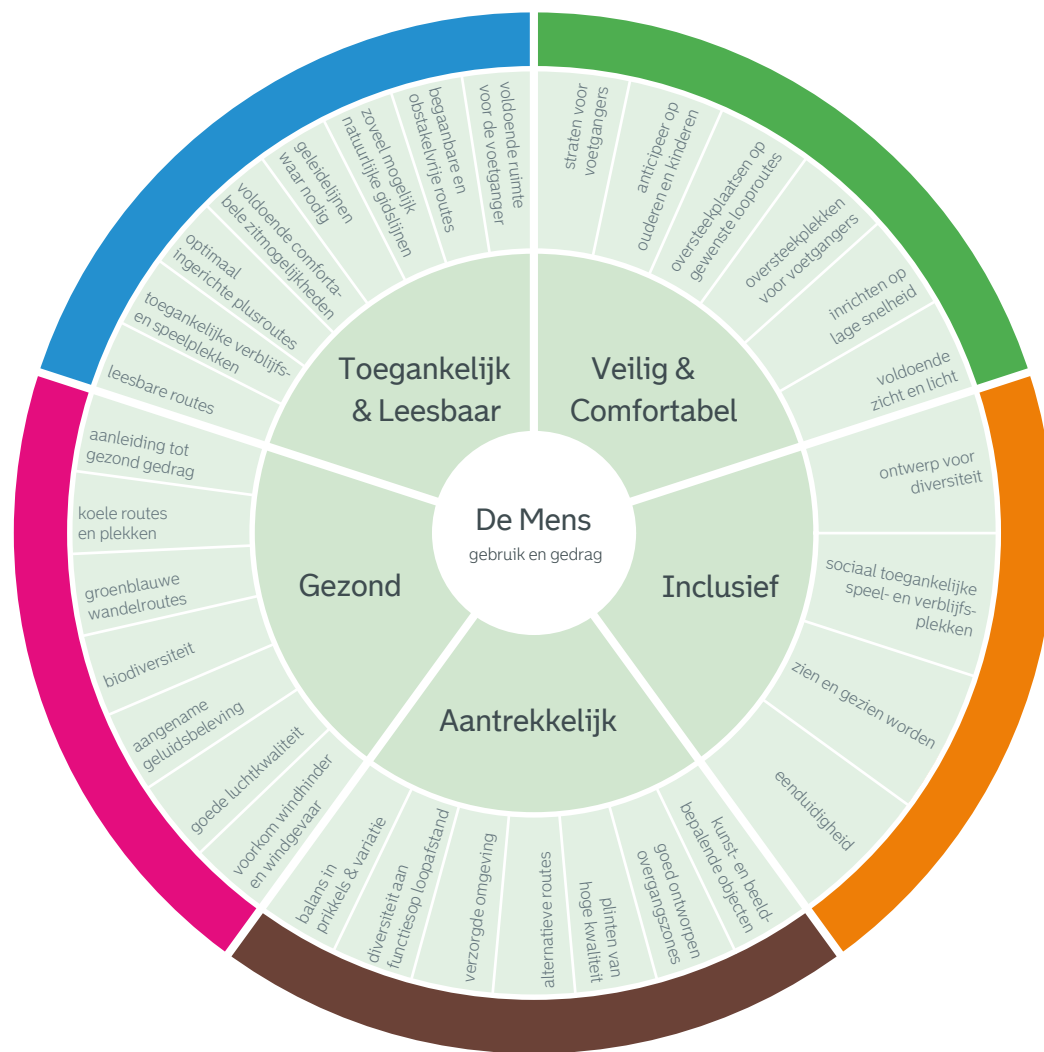 De Mens
gebruik en gedrag
Toegankelijk
& Leesbaar
leesbare routes
toegankelijke verblijfs-
en speelplekken
optimaal
ingerichte plusroutes
voldoende comforta-
bele zitmogelijkheden
geleidelijnen
waar nodig
zoveel mogelijk
natuurlijke gidslijnen
begaanbare en
obstakelvrije routes
voldoende ruimte
voor de voetganger
Veilig &
Comfortabel
straten voor
voetgangers
anticipeer op
ouderen en kinderen
oversteekplaatsen op
gewenste looproutes
oversteekplekken
voor voetgangers
inrichten op
lage snelheid
voldoende
zicht en licht
Inclusief
ontwerp voor
diversiteit
sociaal toegankelijke
speel- en verblijfs-
plekken
zien en gezien worden
eenduidigheid
Aantrekkelijk
kunst- en beeld-
bepalende objecten
goed ontworpen
overgangszones
plinten van
hoge kwaliteit
alternatieve routes
verzorgde omgeving
diversiteit aan
functiesop loopafstand
balans in
prikkels & variatie
Gezond
voorkom windhinder
en windgevaar
goede luchtkwaliteit
aangename
geluidsbeleving
biodiversiteit
groenblauwe
wandelroutes
koele routes
en plekken
aanleiding tot
gezond gedrag